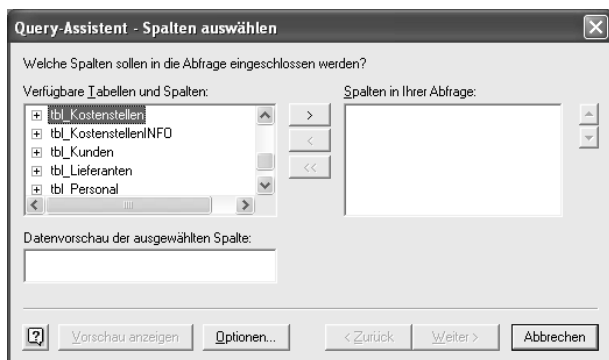 Query-Assistent - Spalten auswählen
Welche Spalten sollen in die Abfrage eingeschlossen werden?
Verfügbare Tabellen und Spalten:
tbl_Kostenstellen
tbl_KostenstellenINFO
tbl_Kunden
tbl_Lieferanten
tbl_Personal
>
<
<<
Spalten in Ihrer Abfrage:
Datenvorschau der ausgewählten Spalte:
?
Vorschau anzeigen
Optionen...
< Zurück
Weiter >
Abbrechen